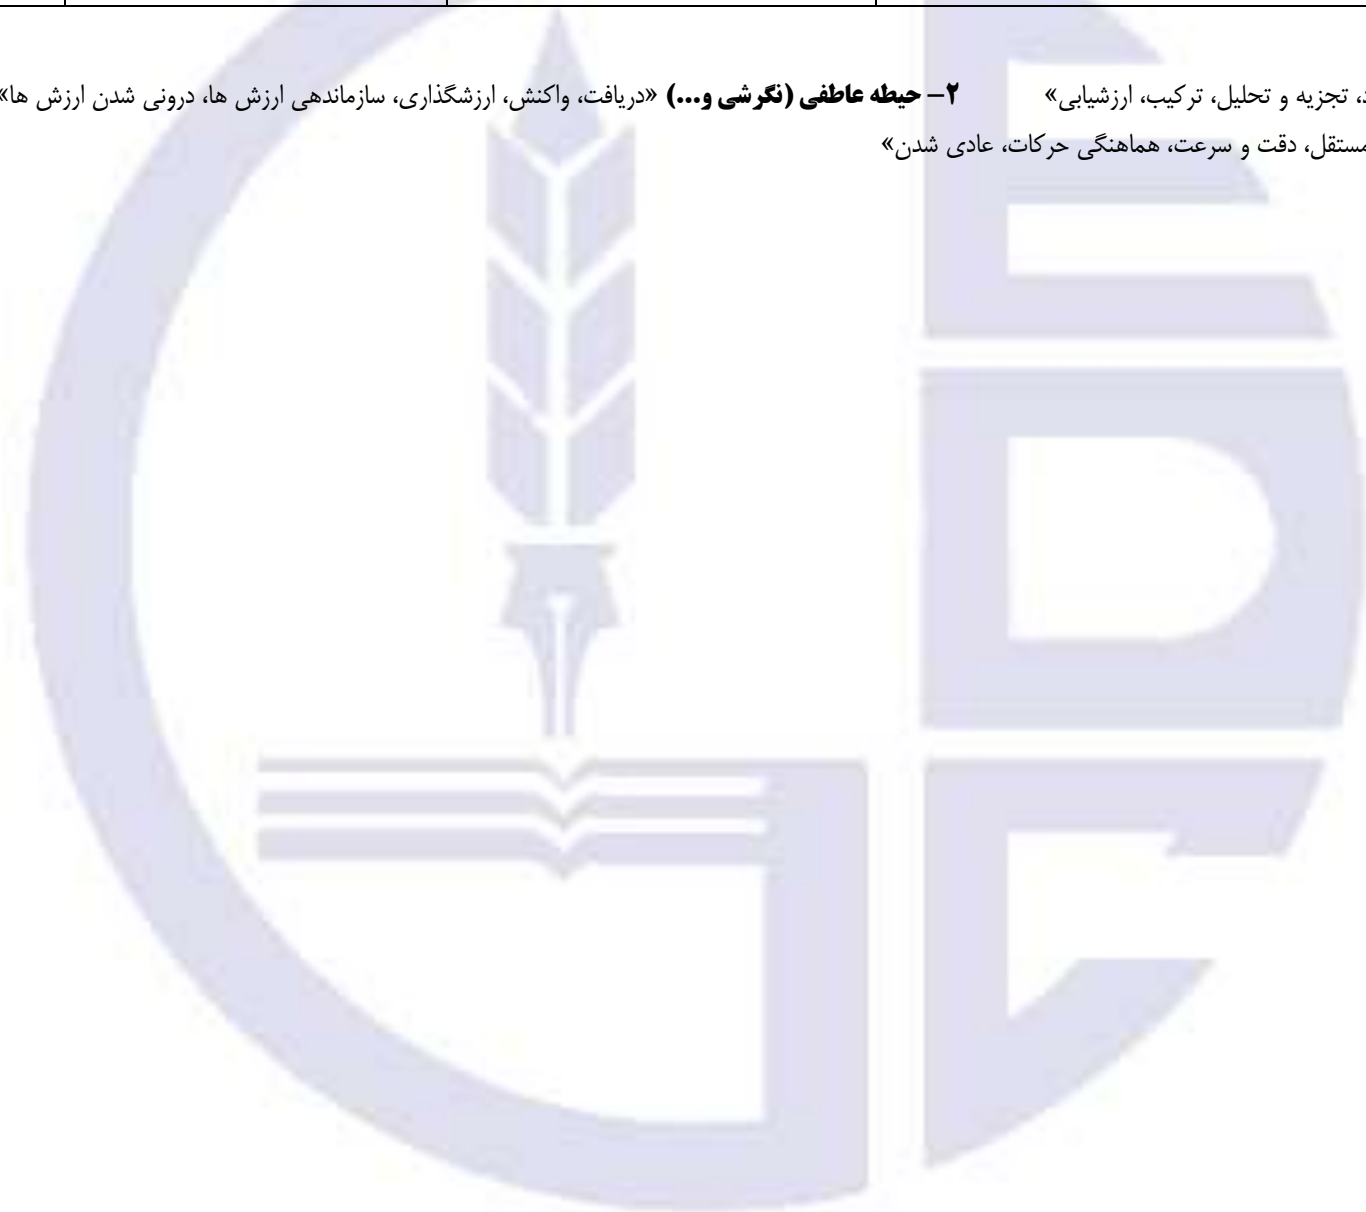 تجزیه و تحلیل، ترکیب، ارزشیابی» ۲- حیطه عاطفی (نگرشی و...) «دریافت، واکنش، ارزشگذاری، سازماندهی ارزش ها، درونی شدن ارزش ها»
مستقل، دقت و سرعت، هماهنگی حرکات، عادی شدن»